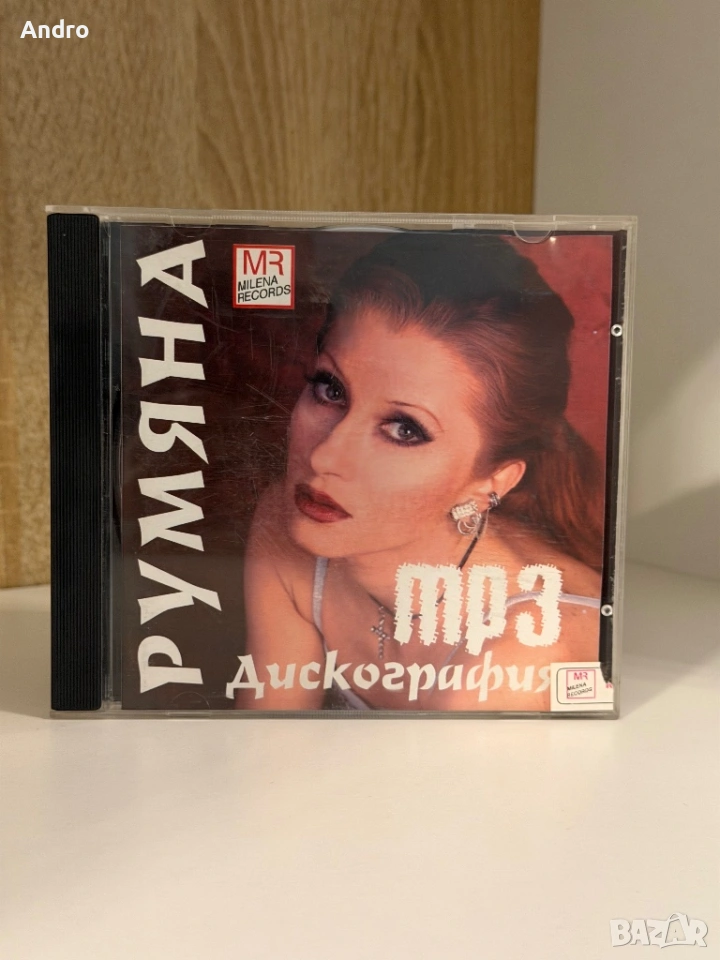 Andro
РУМЯНА
MR
MILENA
RECORDS
mp3
Дискография
MR
MILENA
RECORDS
BAZAR